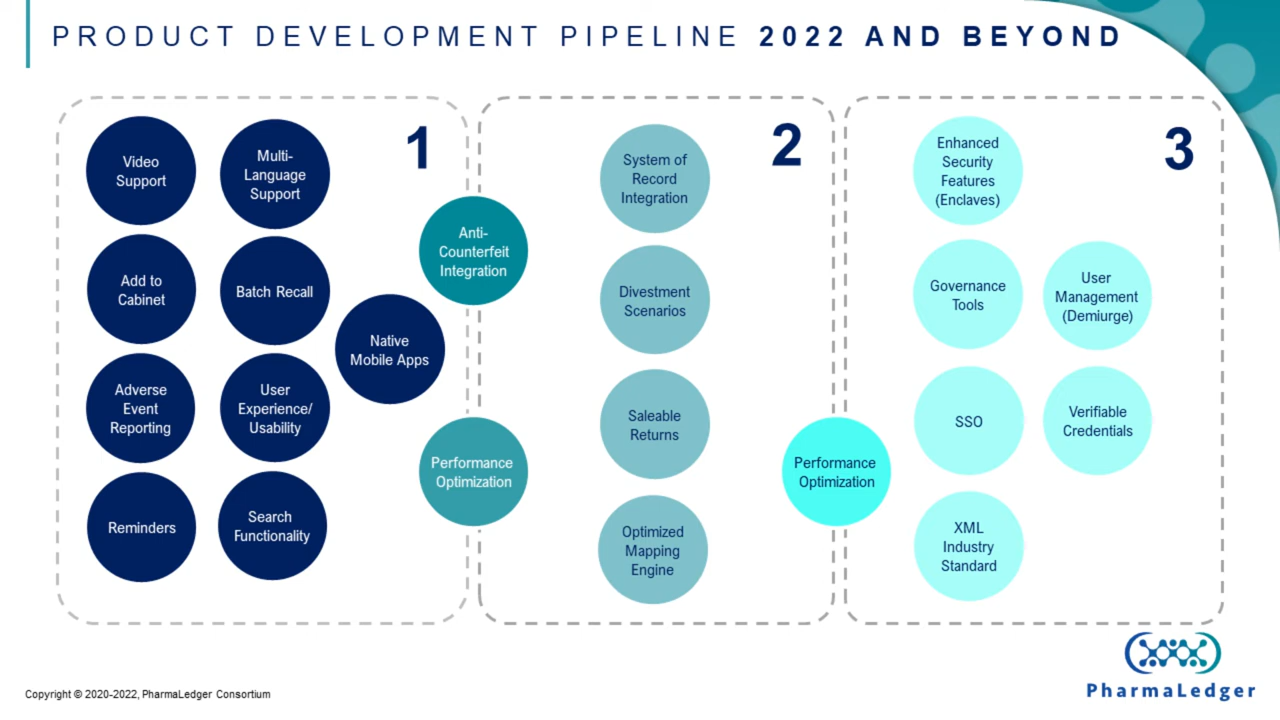 PRODUCT DEVELOPMENT PIPELINE 2022 AND BEYOND
1
Video
Support
Multi-
Language
Support
Add to
Cabinet
Batch Recall
Native
Mobile Apps
Adverse
Event
Reporting
User
Experience/
Usability
Reminders
Search
Functionality
Anti-
Counterfeit
Integration
Performance
Optimization
2
System of
Record
Integration
Divestment
Scenarios
Saleable
Returns
Optimized
Mapping
Engine
Performance
Optimization
3
Enhanced
Security
Features
(Enclaves)
Governance
Tools
User
Management
(Demiurge)
SSO
Verifiable
Credentials
XML
Industry
Standard
Copyright © 2020-2022, PharmaLedger Consortium
PharmaLedger